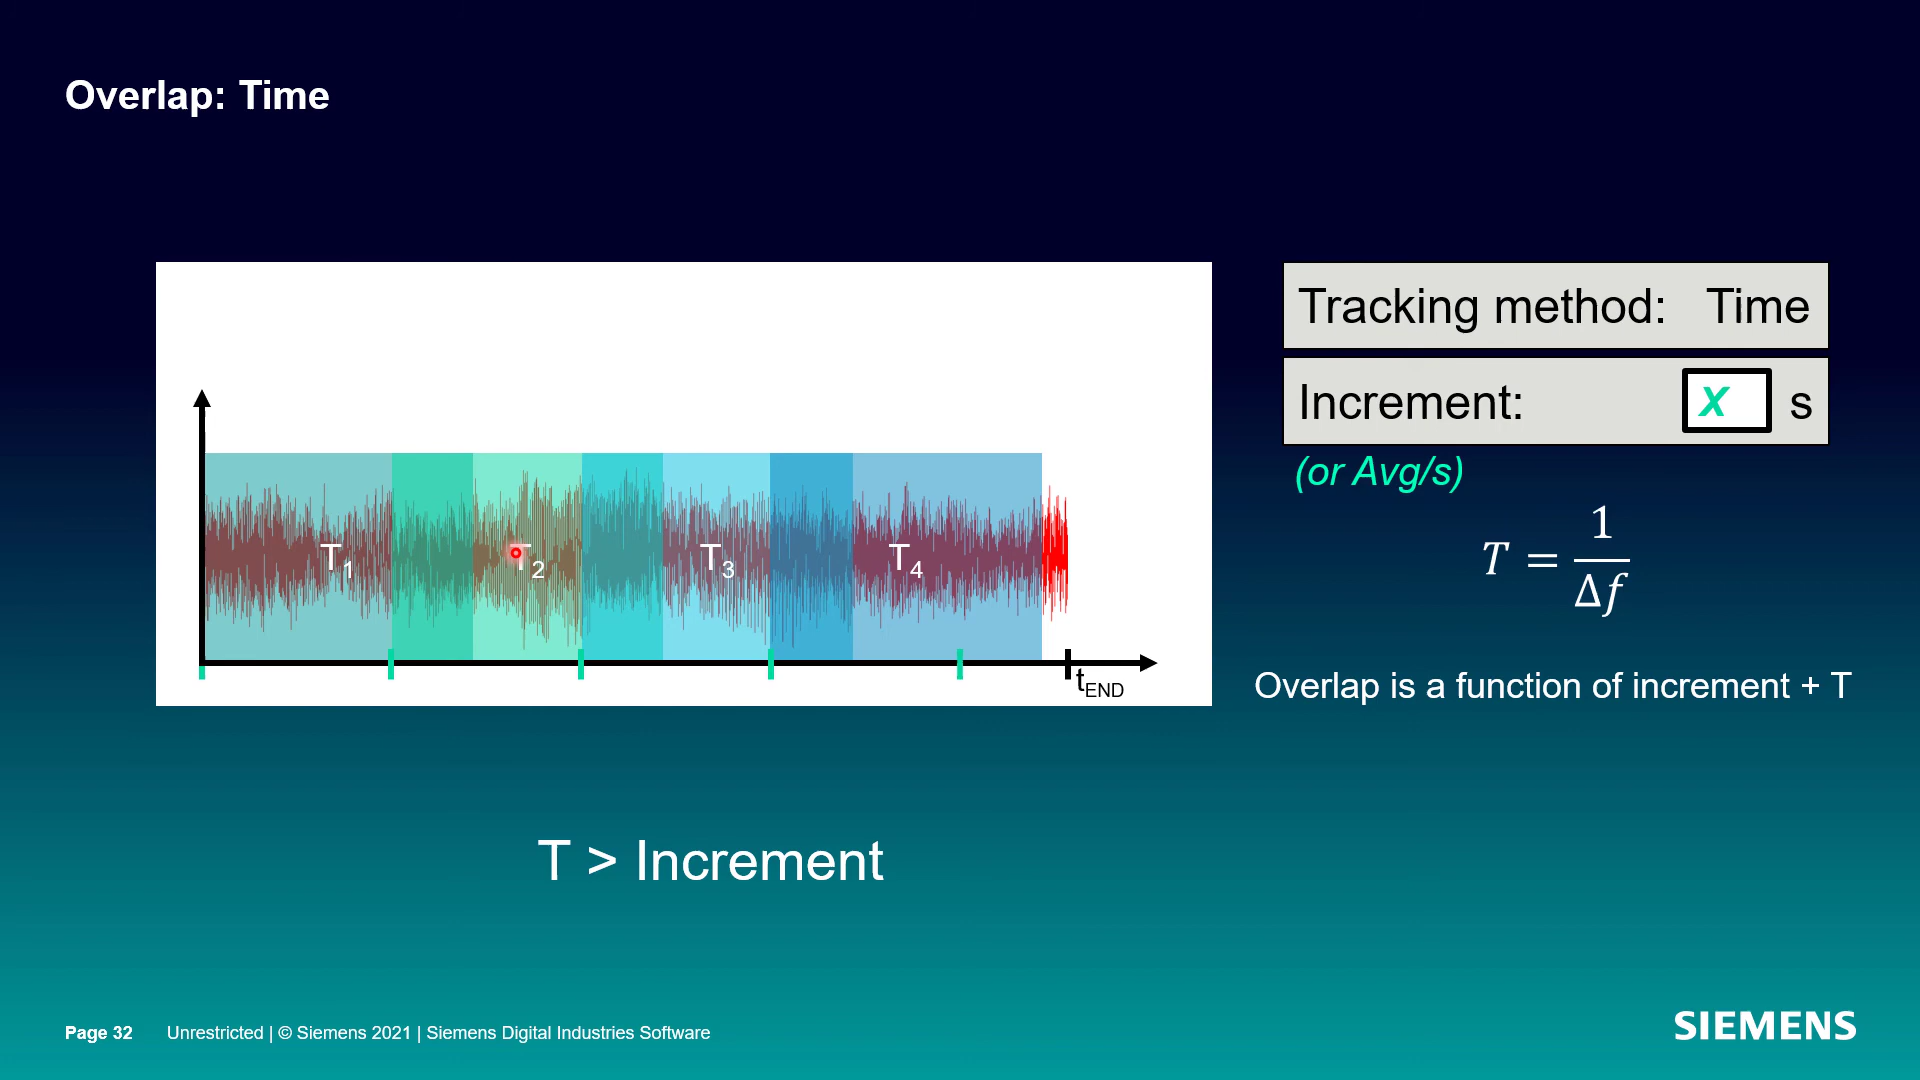 Overlap: Time
Tracking method: Time
Increment: X s
(or Avg/s)
T = 1/Δf
T1 T2 T3 T4
tEND
Overlap is a function of increment + T
T > Increment
Page 32 Unrestricted | © Siemens 2021 | Siemens Digital Industries Software
SIEMENS